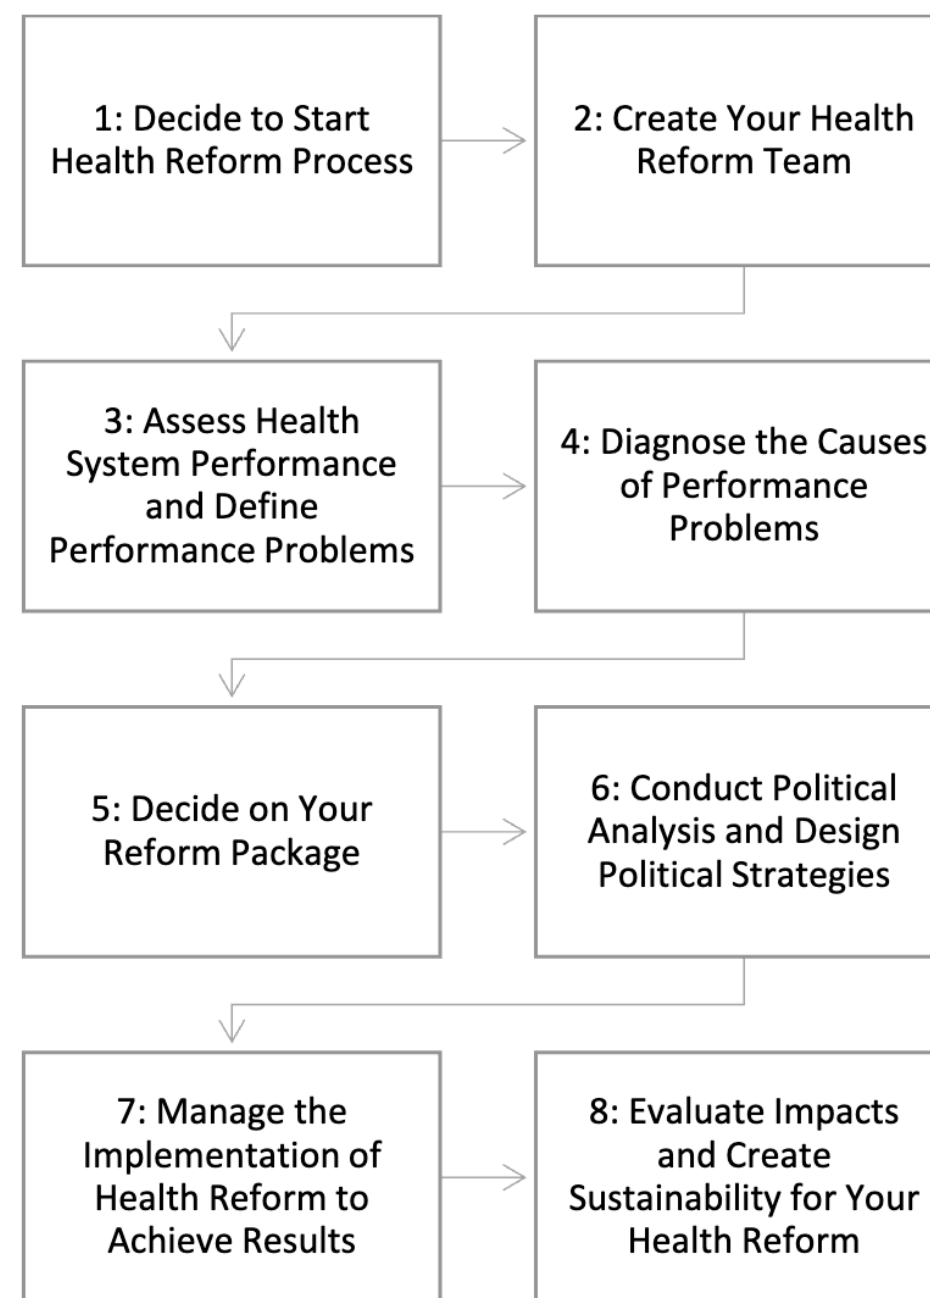 1: Decide to Start
Health Reform Process
2: Create Your Health
Reform Team
3: Assess Health
System Performance
and Define
Performance Problems
4: Diagnose the Causes
of Performance
Problems
5: Decide on Your
Reform Package
6: Conduct Political
Analysis and Design
Political Strategies
7: Manage the
Implementation of
Health Reform to
Achieve Results
8: Evaluate Impacts
and Create
Sustainability for Your
Health Reform